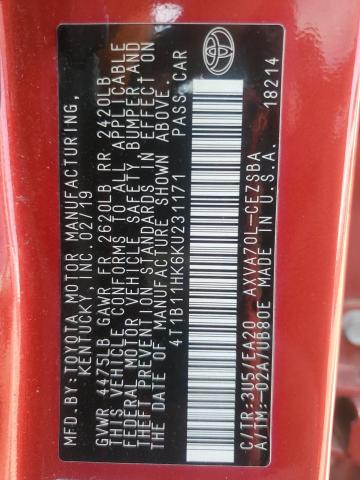 MFD.BY:TOYOTA MOTOR MANUFACTURING,
KENTUCKY, INC. 02/19
GVWR 4475LB GAWR FR 2620LB RR 2420LB
THIS VEHICLE CONFORMS TO ALL APPLICABLE
FEDERAL MOTOR VEHICLE SAFETY, BUMPER, AND
THEFT PREVENTION STANDARDS IN EFFECT ON
THE DATE OF MANUFACTURE SHOWN ABOVE.
4T1B11HK6KU231171 PASS.CAR
C/TR:3U5/EA20 AXVA70L-CEZSBA
A/TM:-02A/UB80E MADE IN U.S.A.
18214